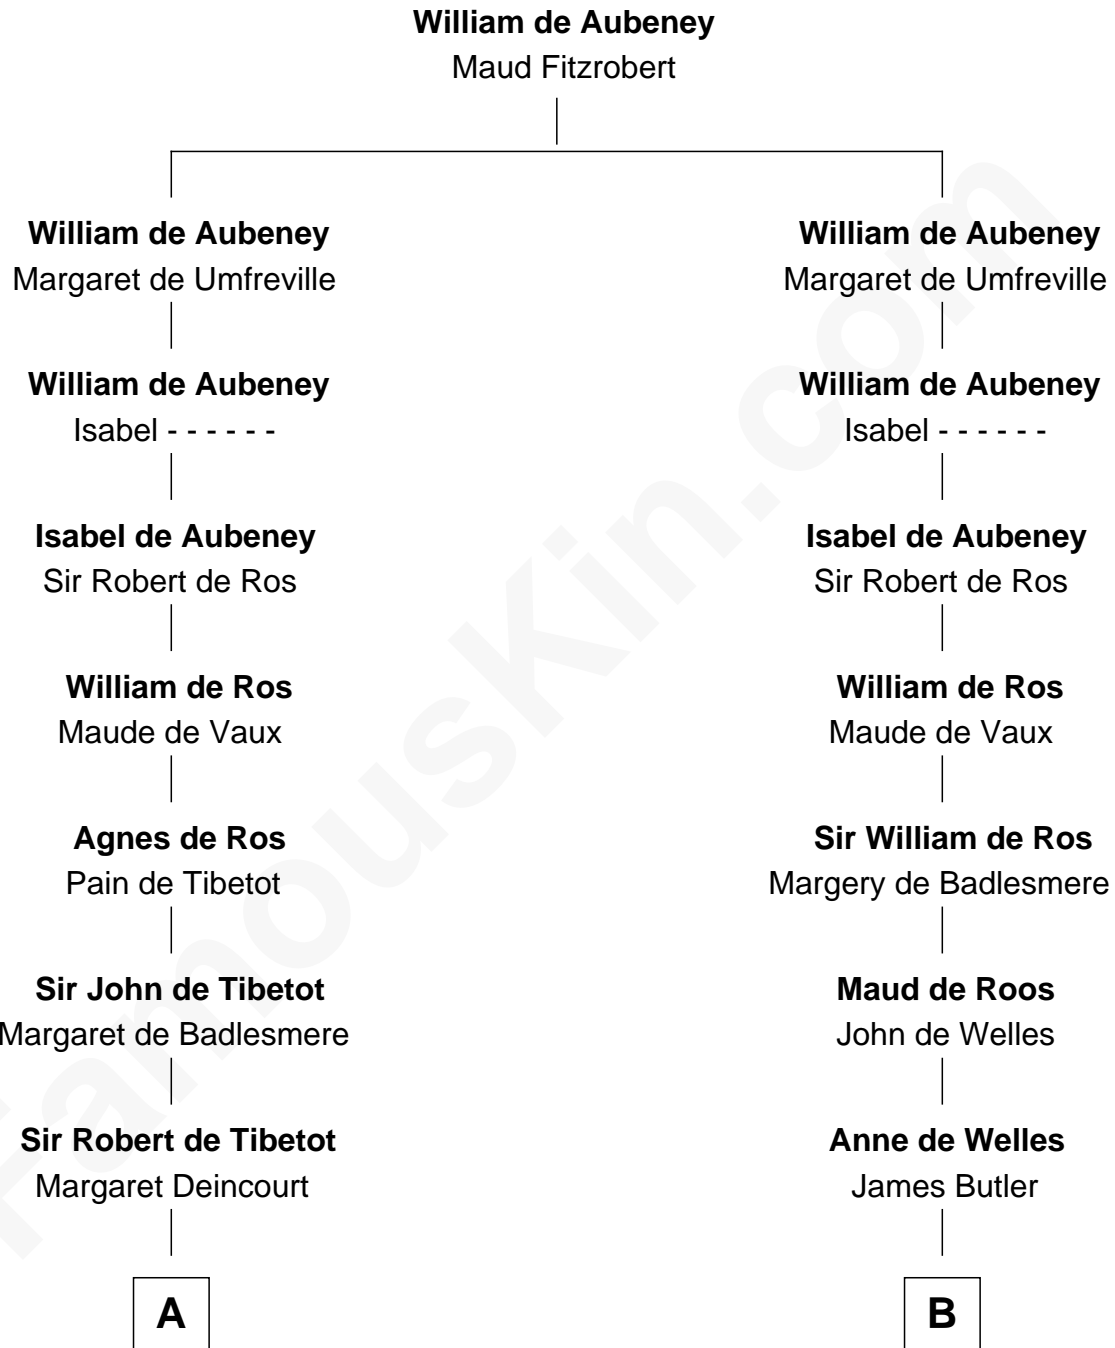 William de Aubeney
Maud Fitzrobert
William de Aubeney
Margaret de Umfreville
William de Aubeney
Margaret de Umfreville
William de Aubeney
Isabel - - - - - -
William de Aubeney
Isabel - - - - - -
Isabel de Aubeney
Sir Robert de Ros
Isabel de Aubeney
Sir Robert de Ros
William de Ros
Maude de Vaux
William de Ros
Maude de Vaux
Agnes de Ros
Pain de Tibetot
Sir William de Ros
Margery de Badlesmere
Sir John de Tibetot
Margaret de Badlesmere
Maud de Roos
John de Welles
Sir Robert de Tibetot
Margaret Deincourt
Anne de Welles
James Butler
A
B
FamousKin.com